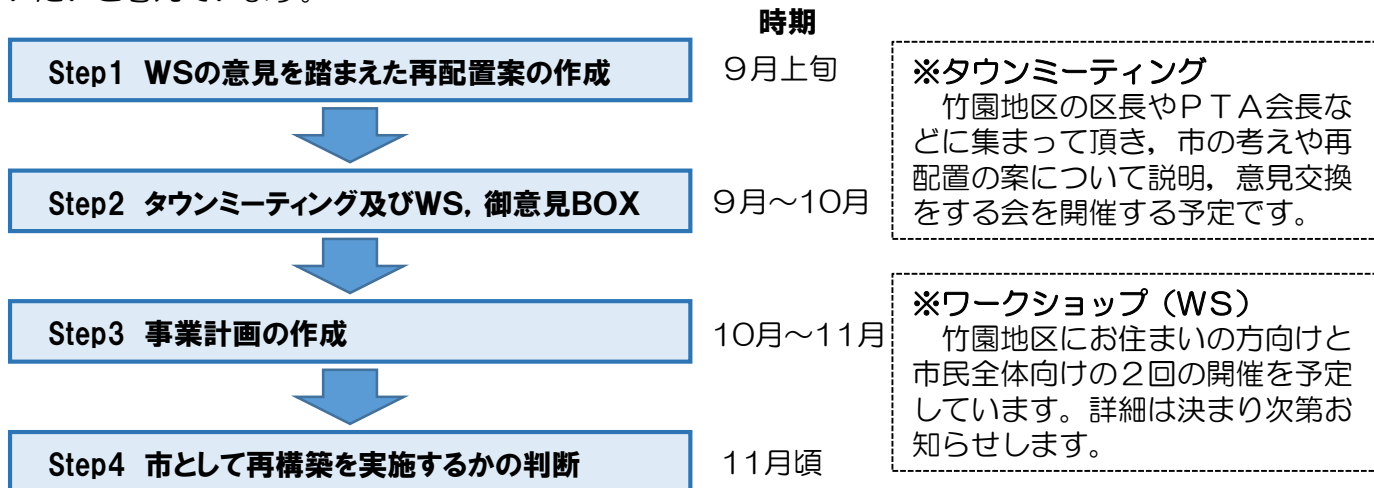 時期
Step1 WSの意見を踏まえた再配置案の作成
9月上旬
Step2 タウンミーティング及びWS,御意見BOX
9月～10月
Step3 事業計画の作成
10月～11月
Step4 市として再構築を実施するかの判断
11月頃
※タウンミーティング
竹園地区の区長やPTA会長な
どに集まって頂き,市の考えや再
配置の案について説明,意見交換
をする会を開催する予定です。
※ワークショップ(WS)
竹園地区にお住まいの方向けと
市民全体向けの2回の開催を予定
しています。詳細は決まり次第お
知らせします。